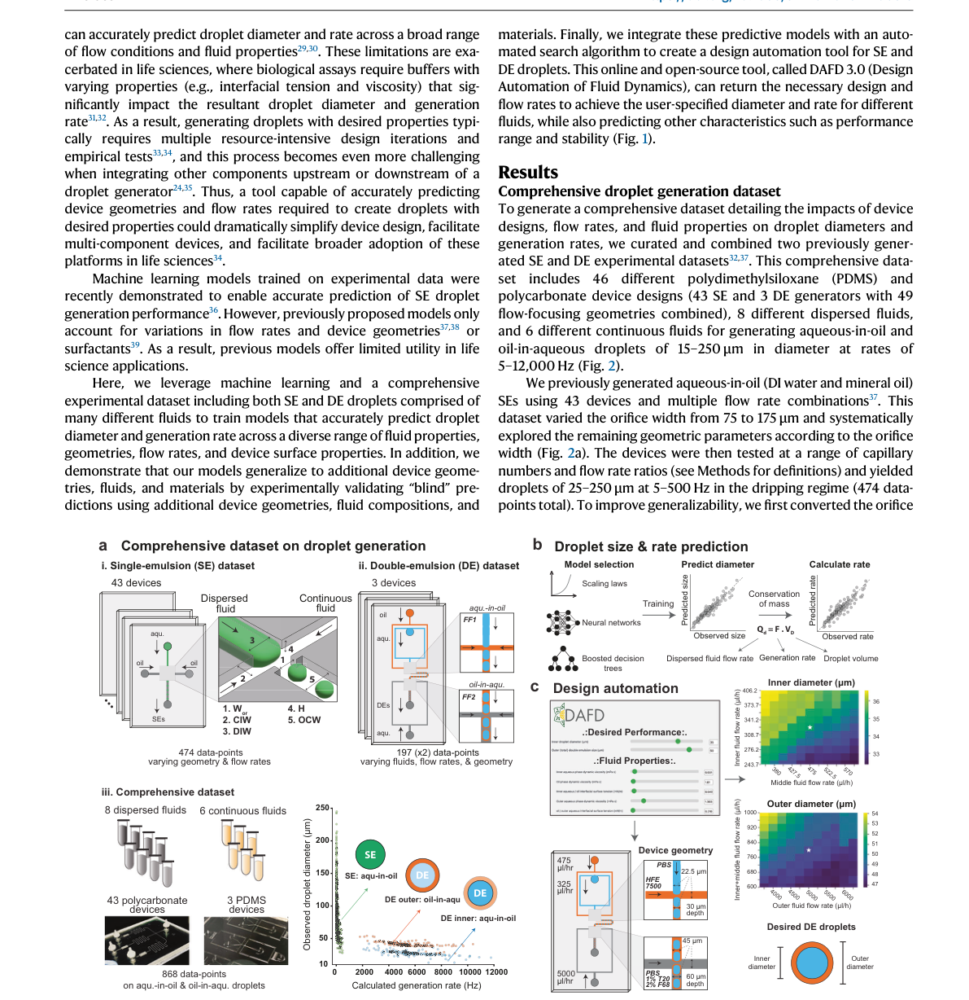 can accurately predict droplet diameter and rate across a broad range
of flow conditions and fluid properties29,30. These limitations are exa-
cerbated in life sciences, where biological assays require buffers with
varying properties (e.g., interfacial tension and viscosity) that sig-
nificantly impact the resultant droplet diameter and generation
rate31,32. As a result, generating droplets with desired properties typi-
cally requires multiple resource-intensive design iterations and
empirical tests33,34, and this process becomes even more challenging
when integrating other components upstream or downstream of a
droplet generator24,35. Thus, a tool capable of accurately predicting
device geometries and flow rates required to create droplets with
desired properties could dramatically simplify device design, facilitate
multi-component devices, and facilitate broader adoption of these
platforms in life sciences34.
Machine learning models trained on experimental data were
recently demonstrated to enable accurate prediction of SE droplet
generation performance36. However, previously proposed models only
account for variations in flow rates and device geometries37,38 or
surfactants39. As a result, previous models offer limited utility in life
science applications.
Here, we leverage machine learning and a comprehensive
experimental dataset including both SE and DE droplets comprised of
many different fluids to train models that accurately predict droplet
diameter and generation rate across a diverse range of fluid properties,
geometries, flow rates, and device surface properties. In addition, we
demonstrate that our models generalize to additional device geome-
tries, fluids, and materials by experimentally validating “blind” pre-
dictions using additional device geometries, fluid compositions, and
materials. Finally, we integrate these predictive models with an auto-
mated search algorithm to create a design automation tool for SE and
DE droplets. This online and open-source tool, called DAFD 3.0 (Design
Automation of Fluid Dynamics), can return the necessary design and
flow rates to achieve the user-specified diameter and rate for different
fluids, while also predicting other characteristics such as performance
range and stability (Fig. 1).
Results
Comprehensive droplet generation dataset
To generate a comprehensive dataset detailing the impacts of device
designs, flow rates, and fluid properties on droplet diameters and
generation rates, we curated and combined two previously gener-
ated SE and DE experimental datasets32,37. This comprehensive data-
set includes 46 different polydimethylsiloxane (PDMS) and
polycarbonate device designs (43 SE and 3 DE generators with 49
flow-focusing geometries combined), 8 different dispersed fluids,
and 6 different continuous fluids for generating aqueous-in-oil and
oil-in-aqueous droplets of 15–250 µm in diameter at rates of
5–12,000 Hz (Fig. 2).
We previously generated aqueous-in-oil (DI water and mineral oil)
SEs using 43 devices and multiple flow rate combinations37. This
dataset varied the orifice width from 75 to 175 µm and systematically
explored the remaining geometric parameters according to the orifice
width (Fig. 2a). The devices were then tested at a range of capillary
numbers and flow rate ratios (see Methods for definitions) and yielded
droplets of 25–250 µm at 5–500 Hz in the dripping regime (474 data-
points total). To improve generalizability, we first converted the orifice
a Comprehensive dataset on droplet generation
i. Single-emulsion (SE) dataset
43 devices
Dispersed
fluid
Continuous
fluid
aqu.
oil
oil
SEs
3
4
1
2
5
1. Wor
2. CIW
3. DIW
4. H
5. OCW
474 data-points
varying geometry & flow rates
ii. Double-emulsion (DE) dataset
3 devices
oil
aqu.
DEs
aqu.
aqu.-in-oil
FF1
oil-in-aqu.
FF2
197 (x2) data-points
varying fluids, flow rates, & geometry
iii. Comprehensive dataset
8 dispersed fluids
6 continuous fluids
43 polycarbonate
devices
3 PDMS
devices
868 data-points
on aqu.-in-oil & oil-in-aqu. droplets
Observed droplet diameter (µm)
250
200
150
100
50
10
0 2000 4000 6000 8000 10000 12000
Calculated generation rate (Hz)
SE
SE: aqu-in-oil
DE
DE outer: oil-in-aqu
DE
DE inner: aqu-in-oil
b Droplet size & rate prediction
Model selection
Scaling laws
Neural networks
Boosted decision
trees
Training
Predict diameter
Predicted size
Observed size
Conservation
of mass
Qd = F . VD
Calculate rate
Predicted rate
Observed rate
Dispersed fluid flow rate
Generation rate
Droplet volume
c Design automation
DAFD
.:Desired Performance:.
.:Fluid Properties:.
Inner diameter (µm)
Inner fluid flow rate (µl/h)
406.2
373.7
341.2
308.7
276.2
243.7
380 427.5 475 522.5 570
Middle fluid flow rate (µl/h)
36
35
34
33
Outer diameter (µm)
Inner+middle fluid flow rate (µl/h)
1000
920
840
760
680
600
4000 4500 5000 5500 6000
Outer fluid flow rate (µl/h)
54
53
52
51
50
49
48
47
Device geometry
475
µl/hr
325
µl/hr
5000
µl/hr
PBS
HFE
7500
22.5 µm
30 µm
depth
45 µm
PBS
1% T20
2% F68
60 µm
depth
Desired DE droplets
Inner
diameter
Outer
diameter